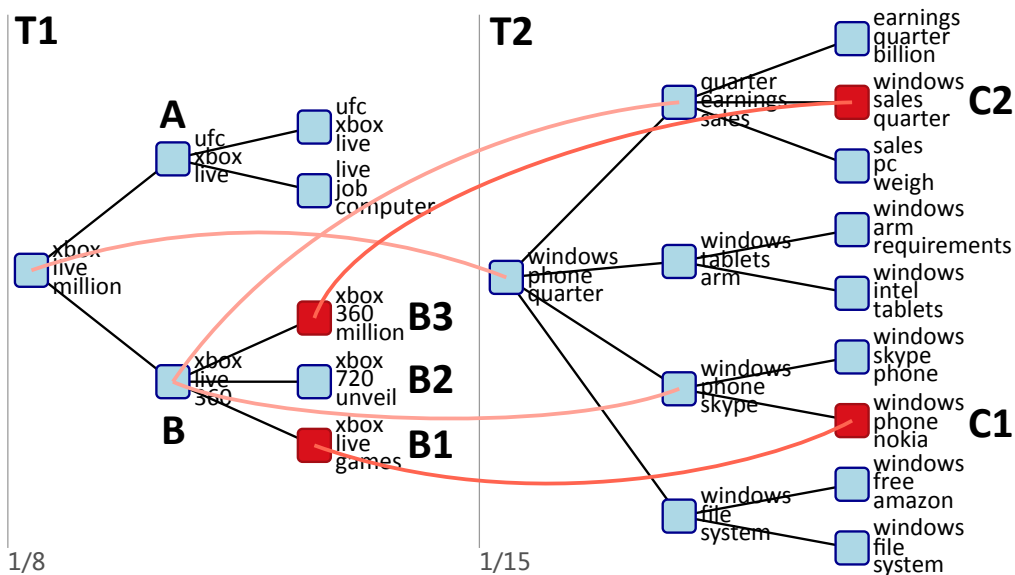 T1
A
ufc
xbox
live
ufc
xbox
live
live
job
computer
xbox
live
million
xbox
live
360
B
xbox
360
million
B3
xbox
720
unveil
B2
xbox
live
games
B1
1/8
T2
windows
phone
quarter
quarter
earnings
sales
earnings
quarter
billion
windows
sales
quarter
C2
sales
pc
weigh
windows
tablets
arm
windows
arm
requirements
windows
intel
tablets
windows
phone
skype
windows
skype
phone
windows
phone
nokia
C1
windows
file
system
windows
free
amazon
windows
file
system
1/15